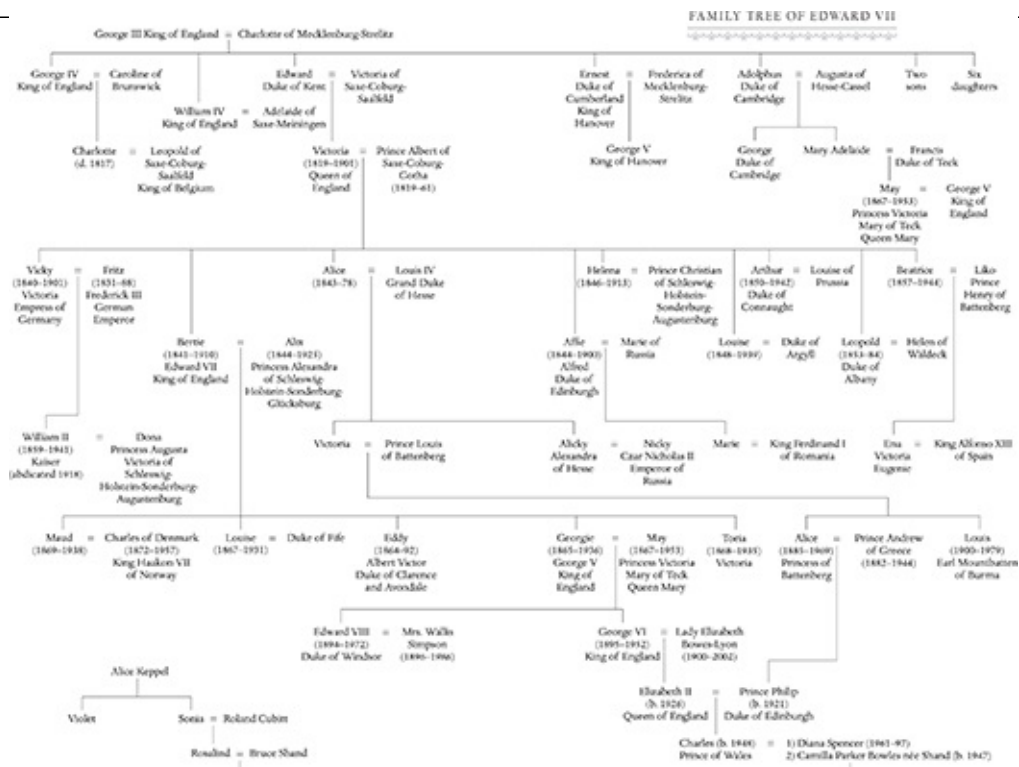 FAMILY TREE OF EDWARD VII
George III King of England = Charlotte of Mecklenburg-Strelitz
George IV = Caroline of
King of England Brunswick
Edward = Victoria of
Duke of Kent Saxe-Coburg-
Saalfeld
Ernest = Frederica of
Duke of Mecklenburg-
Cumberland Strelitz
King of
Hanover
Adolphus = Augusta of
Duke of Hesse-Cassel
Cambridge
Two
sons
Six
daughters
William IV = Adelaide of
King of England Saxe-Meiningen
Charlotte = Leopold of
(d. 1817) Saxe-Coburg-
Saalfeld
King of Belgium
Victoria = Prince Albert of
(1819–1901) Saxe-Coburg-
Queen of Gotha
England (1819–61)
George V
King of Hanover
George
Duke of
Cambridge
Mary Adelaide = Francis
Duke of Teck
May = George V
(1867–1953) King of
Princess Victoria England
Mary of Teck
Queen Mary
Vicky = Fritz
(1840–1901) (1831–88)
Victoria Frederick III
Empress of German
Germany Emperor
Alice = Louis IV
(1843–78) Grand Duke
of Hesse
Helena = Prince Christian
(1846–1913) of Schleswig-
Holstein-
Sonderburg-
Augustenburg
Arthur = Louise of
(1850–1942) Prussia
Duke of
Connaught
Beatrice = Liko
(1857–1944) Prince
Henry of
Battenberg
Bertie = Alix
(1841–1910) (1844–1925)
Edward VII Princess Alexandra
King of England of Schleswig-
Holstein-Sonderburg-
Glücksburg
Affie = Marie of
(1844–1900) Russia
Alfred
Duke of
Edinburgh
Louise = Duke of
(1848–1939) Argyll
Leopold = Helen of
(1853–84) Waldeck
Duke of
Albany
William II = Dona
(1859–1941) Princess Augusta
Kaiser Victoria of
(abdicated 1918) Schleswig-
Holstein-Sonderburg-
Augustenburg
Victoria = Prince Louis
of Battenberg
Alicky = Nicky
Alexandra Czar Nicholas II
of Hesse Emperor of
Russia
Marie = King Ferdinand I
of Romania
Ena = King Alfonso XIII
Victoria of Spain
Eugenie
Maud = Charles of Denmark
(1869–1938) (1872–1957)
King Haakon VII
of Norway
Louise = Duke of Fife
(1867–1931)
Eddy
(1864–92)
Albert Victor
Duke of Clarence
and Avondale
Georgie = May
(1865–1936) (1867–1953)
George V Princess Victoria
King of Mary of Teck
England Queen Mary
Toria
(1868–1935)
Victoria
Alice = Prince Andrew
(1885–1969) of Greece
Princess of (1882–1944)
Battenberg
Louis
(1900–1979)
Earl Mountbatten
of Burma
Edward VIII = Mrs. Wallis
(1894–1972) Simpson
Duke of Windsor (1896–1986)
George VI = Lady Elizabeth
(1895–1952) Bowes-Lyon
King of England (1900–2002)
Alice Keppel
Violet
Sonia = Roland Cubitt
Rosalind = Bruce Shand
Elizabeth II = Prince Philip
(b. 1926) (b. 1921)
Queen of England Duke of Edinburgh
Charles (b. 1948) = 1) Diana Spencer (1961–97)
Prince of Wales 2) Camilla Parker Bowles née Shand (b. 1947)